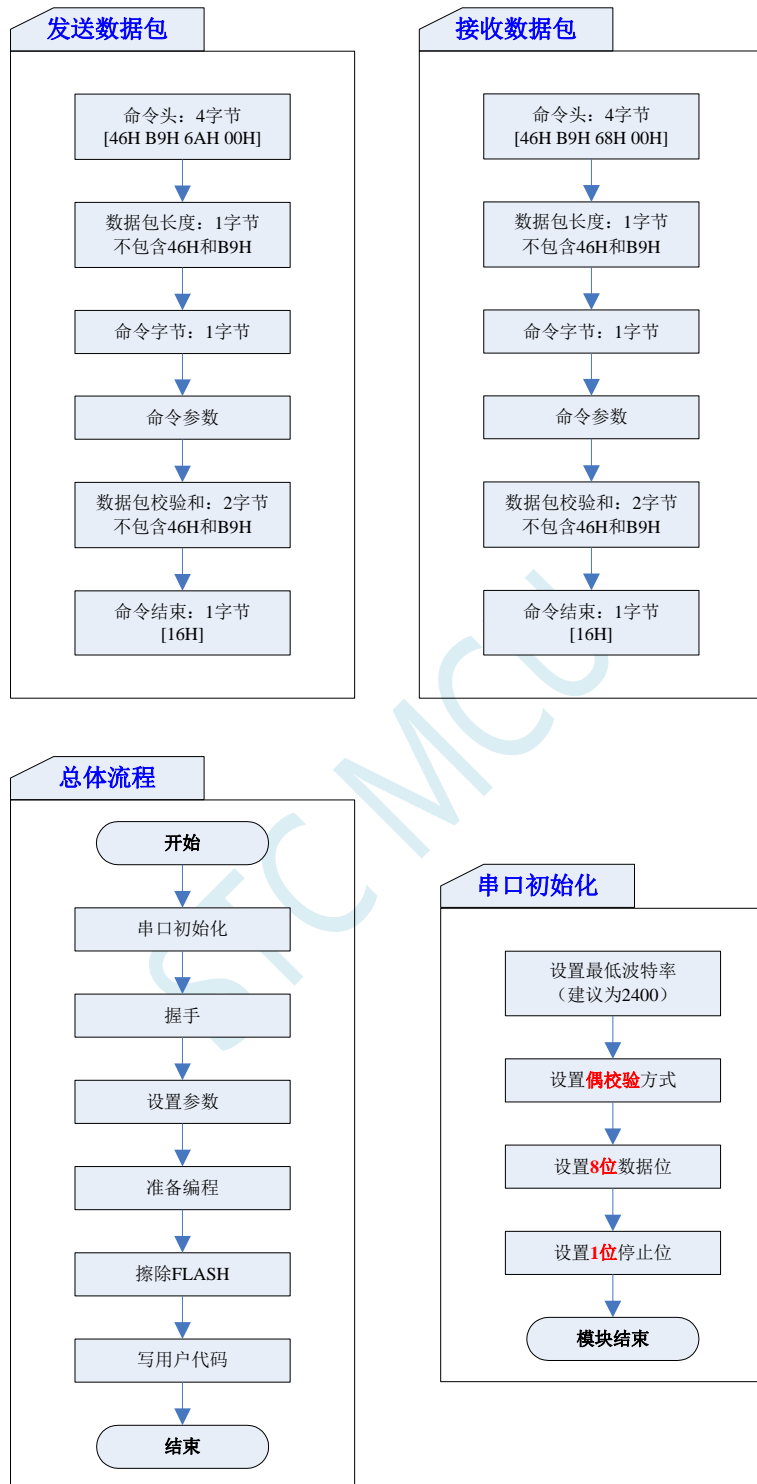 发送数据包
命令头：4字节
[46H B9H 6AH 00H]
数据包长度：1字节
不包含46H和B9H
命令字节：1字节
命令参数
数据包校验和：2字节
不包含46H和B9H
命令结束：1字节
[16H]
接收数据包
命令头：4字节
[46H B9H 68H 00H]
数据包长度：1字节
不包含46H和B9H
命令字节：1字节
命令参数
数据包校验和：2字节
不包含46H和B9H
命令结束：1字节
[16H]
总体流程
开始
串口初始化
握手
设置参数
准备编程
擦除FLASH
写用户代码
结束
串口初始化
设置最低波特率
（建议为2400）
设置偶校验方式
设置8位数据位
设置1位停止位
模块结束
STC MCU